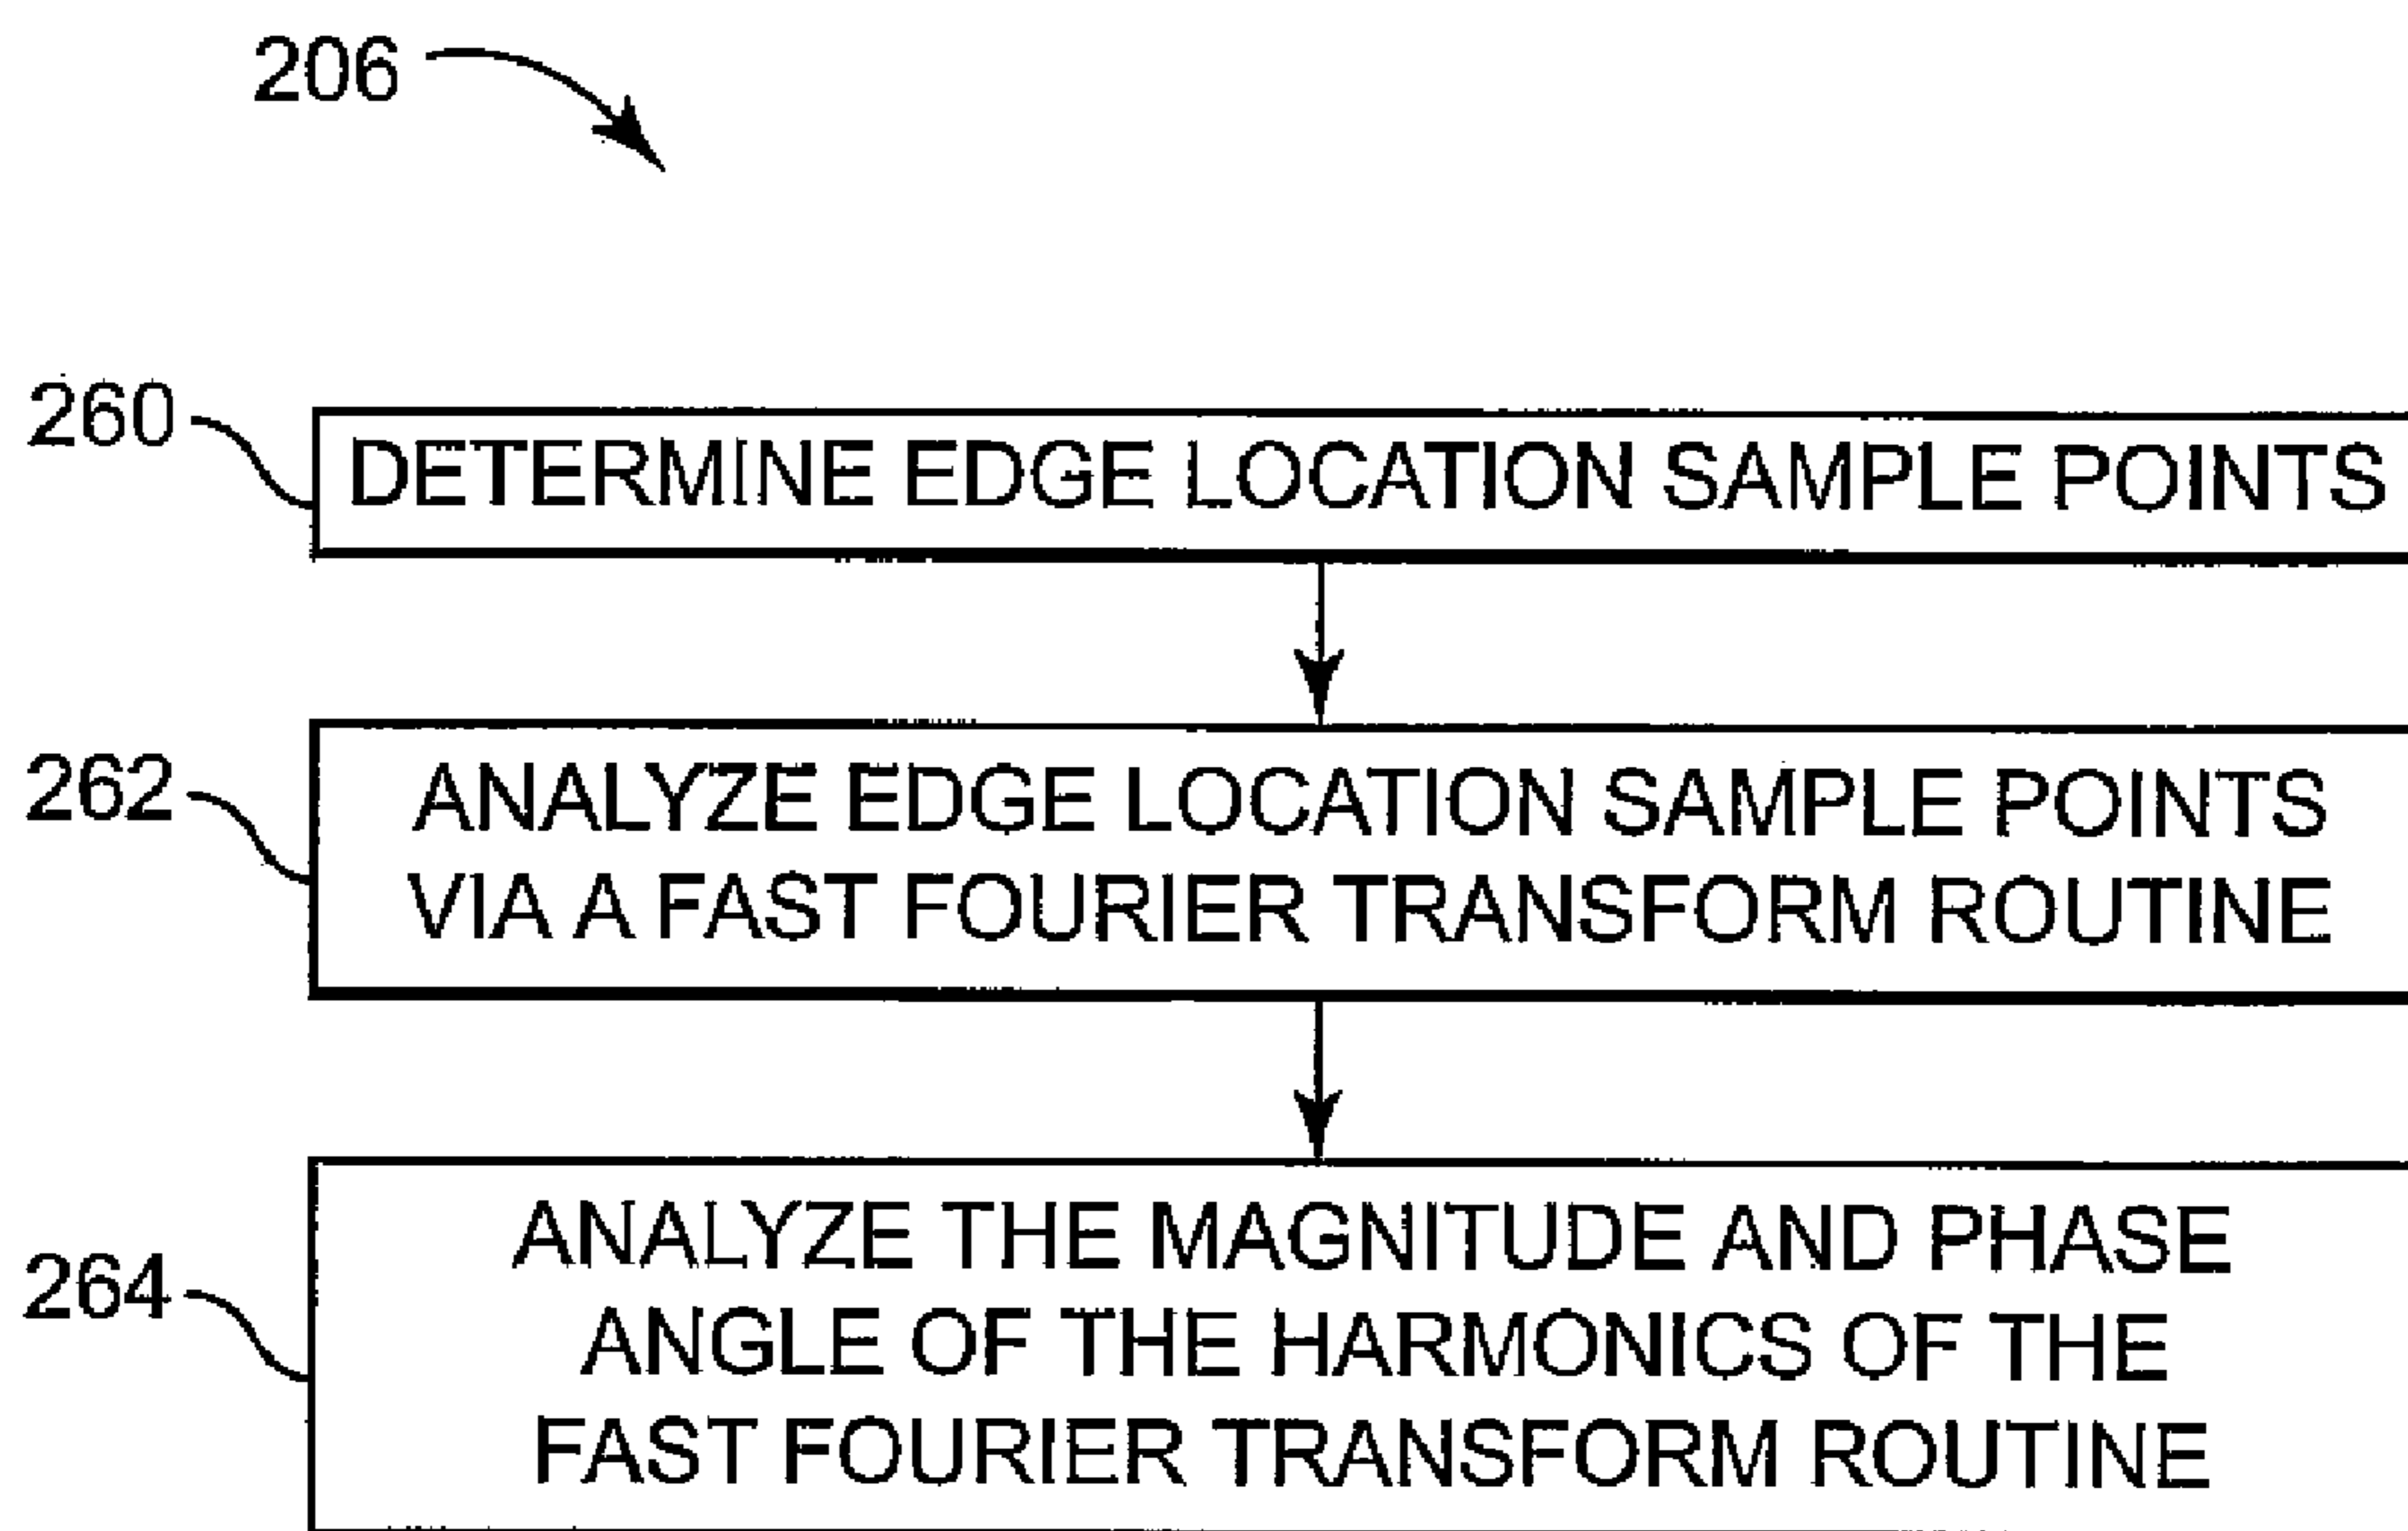 206
260
DETERMINE EDGE LOCATION SAMPLE POINTS
262
ANALYZE EDGE LOCATION SAMPLE POINTS
VIA A FAST FOURIER TRANSFORM ROUTINE
264
ANALYZE THE MAGNITUDE AND PHASE
ANGLE OF THE HARMONICS OF THE
FAST FOURIER TRANSFORM ROUTINE